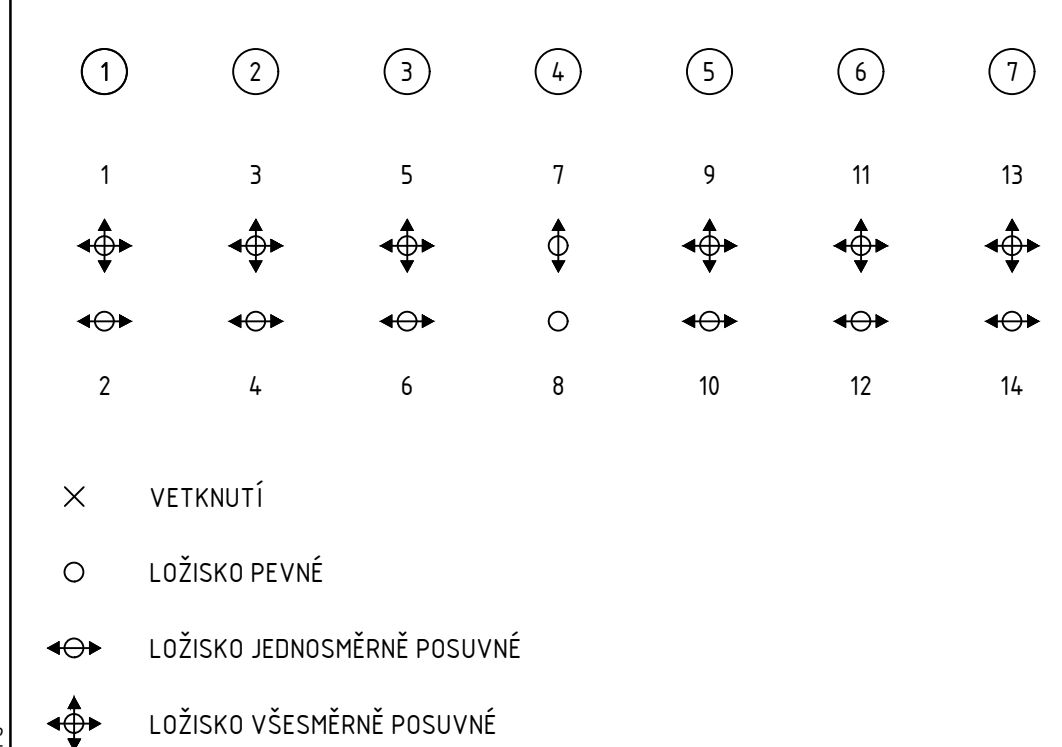 1 2 3 4 5 6 7
1 3 5 7 9 11 13
2 4 6 8 10 12 14
VETKNUTÍ
LOŽISKO PEVNÉ
LOŽISKO JEDNOSMĚRNĚ POSUVNÉ
LOŽISKO VŠESMĚRNĚ POSUVNÉ